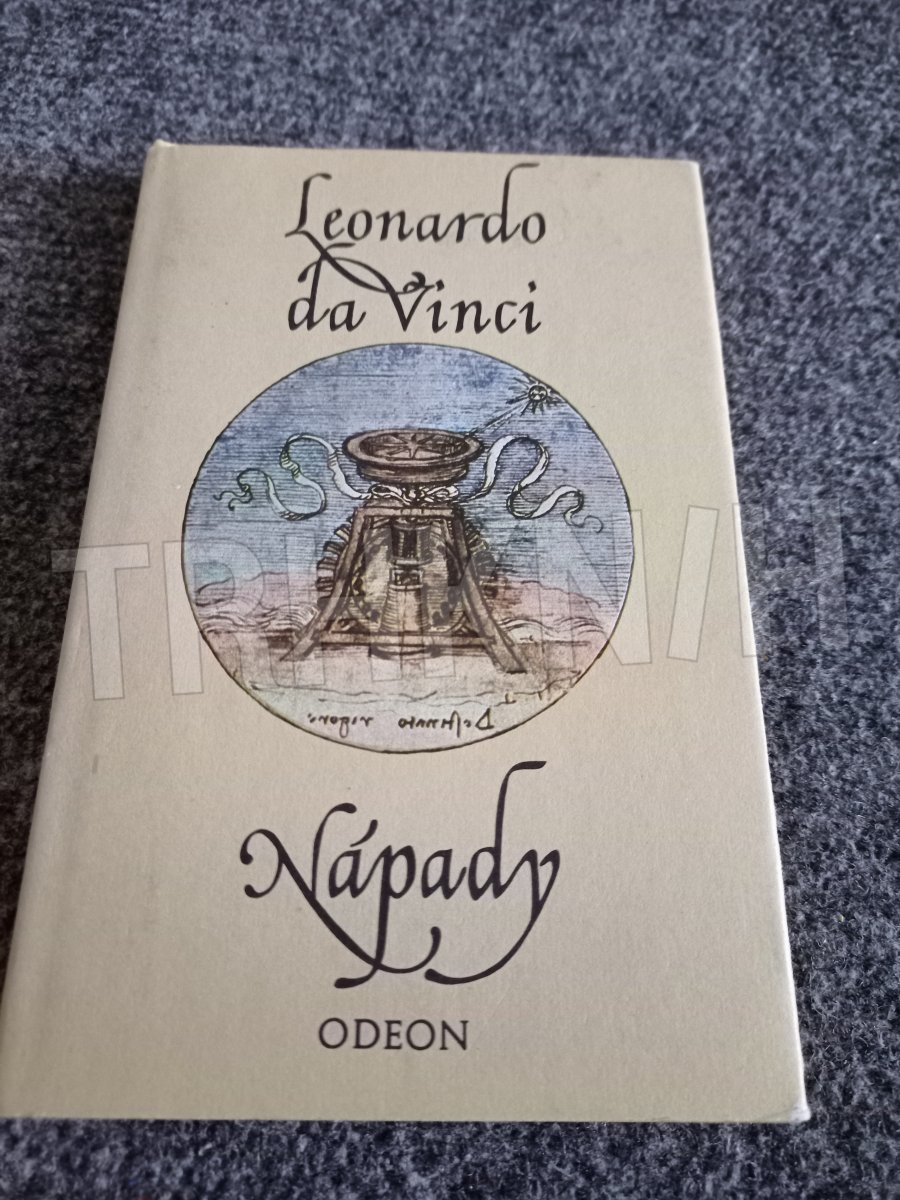 Leonardo
da Vinci
Nápady
ODEON